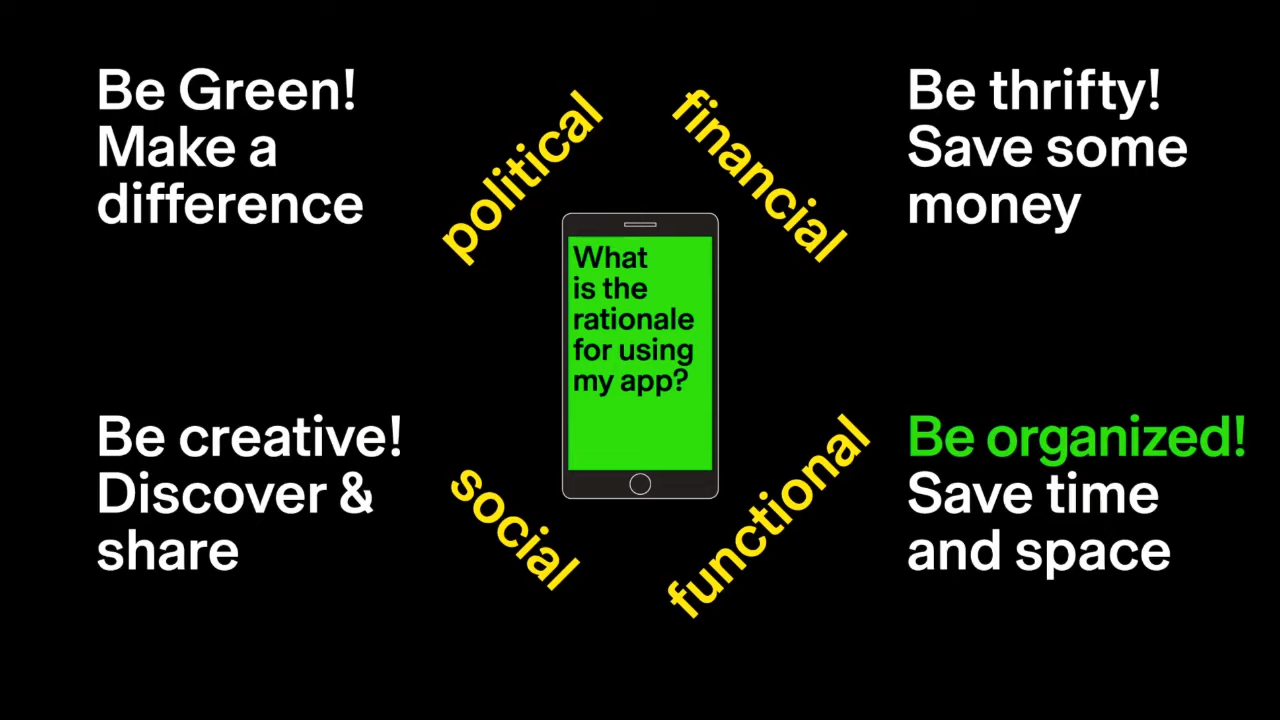 Be Green!
Make a
difference
political
financial
Be thrifty!
Save some
money
What
is the
rationale
for using
my app?
Be creative!
Discover &
share
social
functional
Be organized!
Save time
and space